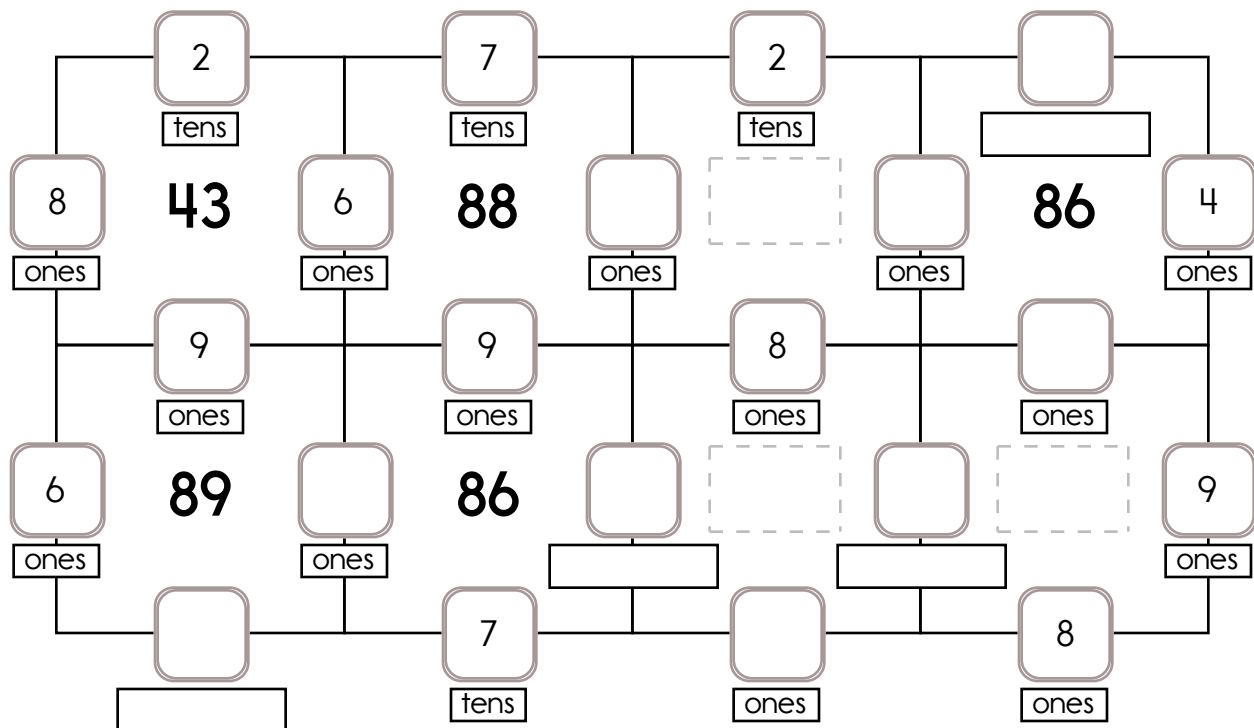 2 7 2
tens tens tens
8 43 6 88 86 4
ones ones ones ones ones
9 9 8
ones ones ones ones
6 89 86 9
ones ones ones
7 8
tens ones ones